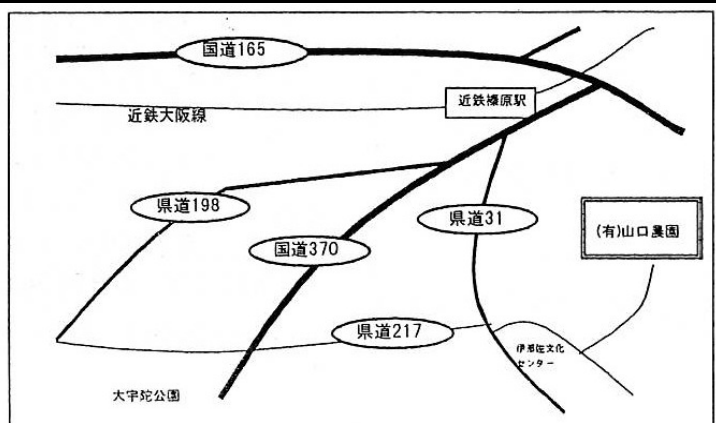 国道165
近鉄榛原駅
近鉄大阪線
県道198
県道31
(有)山口農園
国道370
県道217
伊那佐文化
センター
大宇陀公園